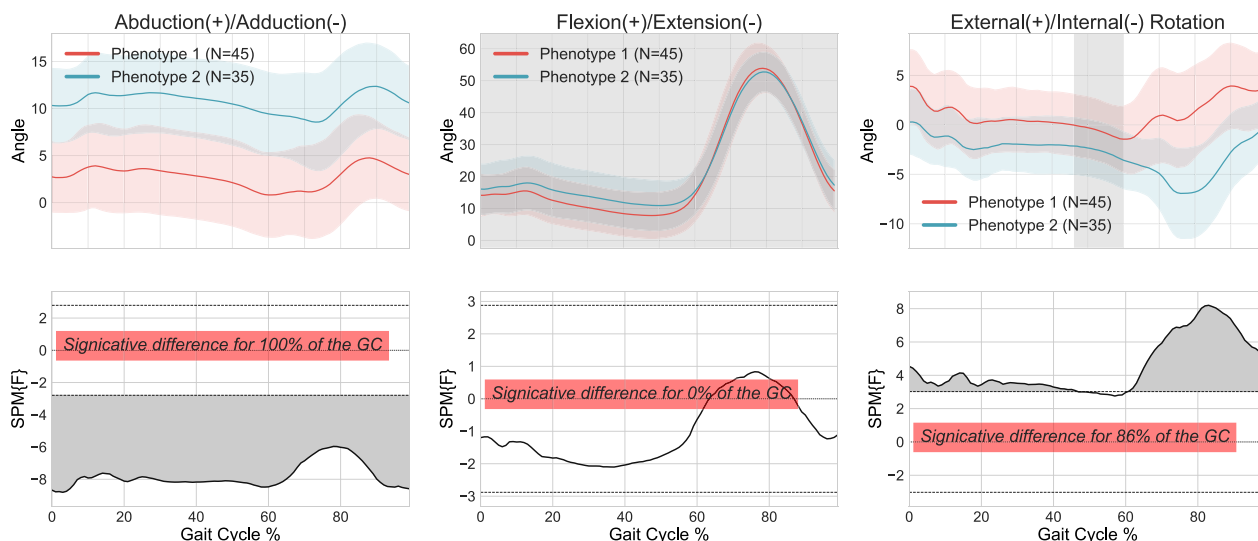 Abduction(+)/Adduction(-)
15
10
5
0
Angle
Phenotype 1 (N=45)
Phenotype 2 (N=35)
Flexion(+)/Extension(-)
60
50
40
30
20
10
0
Angle
Phenotype 1 (N=45)
Phenotype 2 (N=35)
External(+)/Internal(-) Rotation
5
0
−5
−10
Angle
Phenotype 1 (N=45)
Phenotype 2 (N=35)
2
0
−2
−4
−6
−8
SPM{F}
Signicative difference for 100% of the GC
0 20 40 60 80
Gait Cycle %
3
2
1
0
−1
−2
−3
SPM{F}
Signicative difference for 0% of the GC
0 20 40 60 80
Gait Cycle %
8
6
4
2
0
−2
SPM{F}
Signicative difference for 86% of the GC
0 20 40 60 80
Gait Cycle %